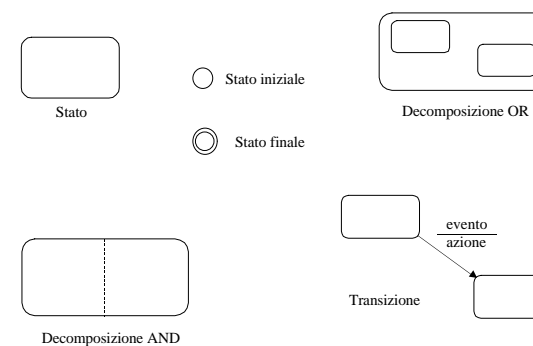 Stato
Stato iniziale
Decomposizione OR
Stato finale
evento
azione
Transizione
Decomposizione AND